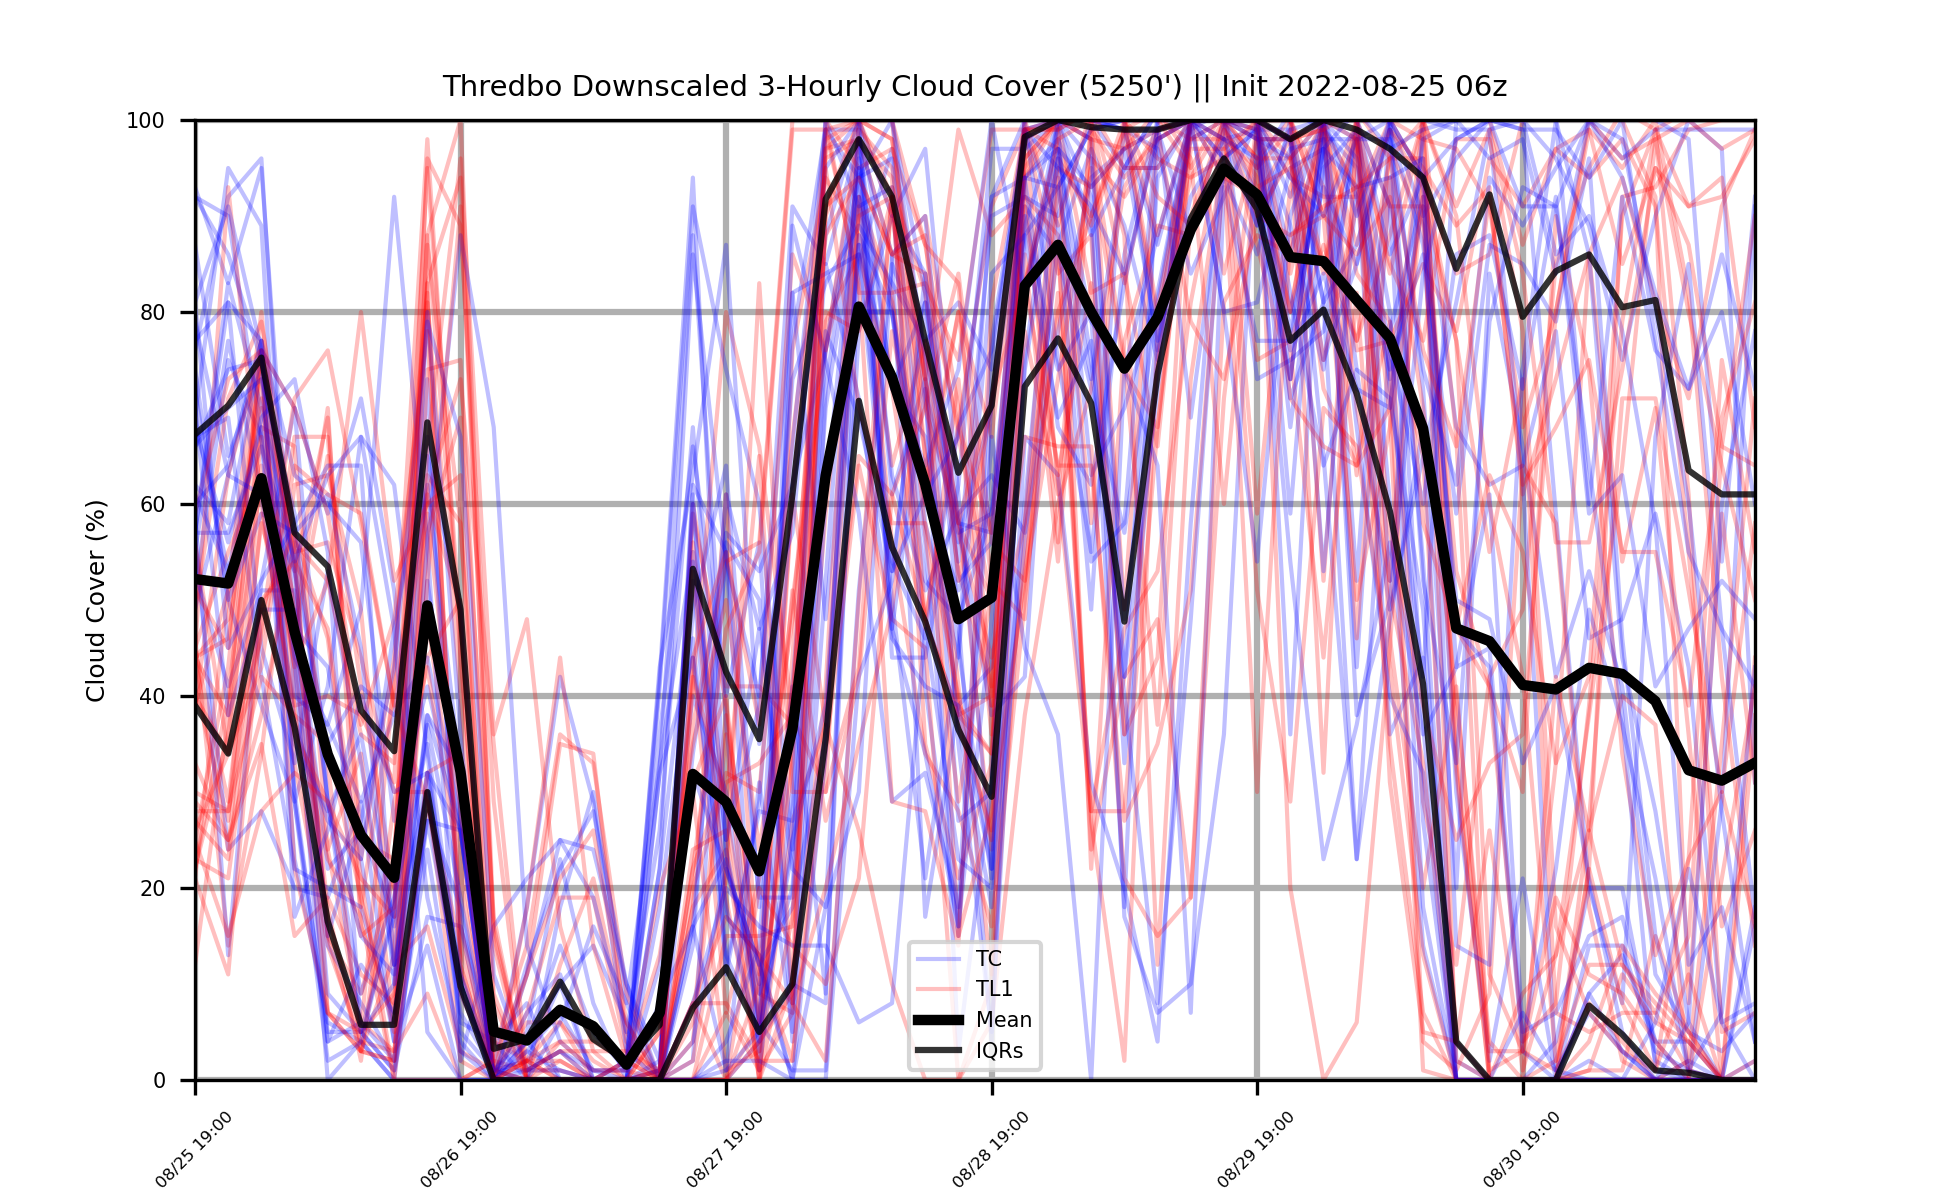 Thredbo Downscaled 3-Hourly Cloud Cover (5250') || Init 2022-08-25 06z
Cloud Cover (%)
100
80
60
40
20
0
TC
TL1
Mean
IQRs
08/25 19:00
08/26 19:00
08/27 19:00
08/28 19:00
08/29 19:00
08/30 19:00